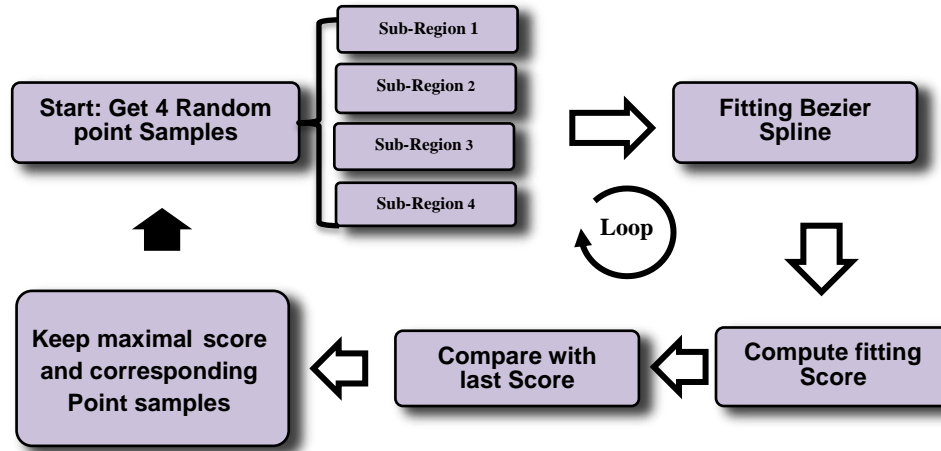 Start: Get 4 Random
point Samples
Sub-Region 1
Sub-Region 2
Sub-Region 3
Sub-Region 4
Fitting Bezier
Spline
Loop
Compute fitting
Score
Compare with
last Score
Keep maximal score
and corresponding
Point samples